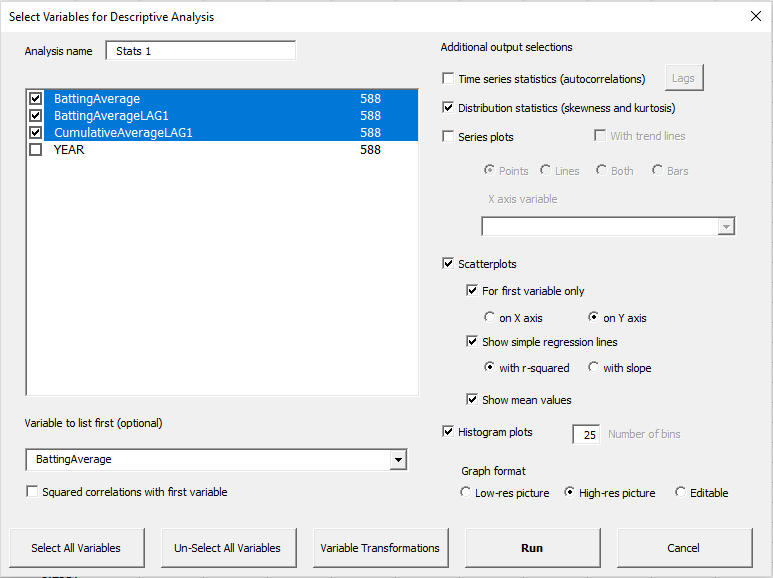 Select Variables for Descriptive Analysis
Analysis name
Stats 1
BattingAverage 588
BattingAverageLAG1 588
CumulativeAverageLAG1 588
YEAR 588
Variable to list first (optional)
BattingAverage
Squared correlations with first variable
Additional output selections
Time series statistics (autocorrelations)
Lags
Distribution statistics (skewness and kurtosis)
Series plots
With trend lines
Points Lines Both Bars
X axis variable
Scatterplots
For first variable only
on X axis on Y axis
Show simple regression lines
with r-squared with slope
Show mean values
Histogram plots 25 Number of bins
Graph format
Low-res picture High-res picture Editable
Select All Variables Un-Select All Variables Variable Transformations Run Cancel